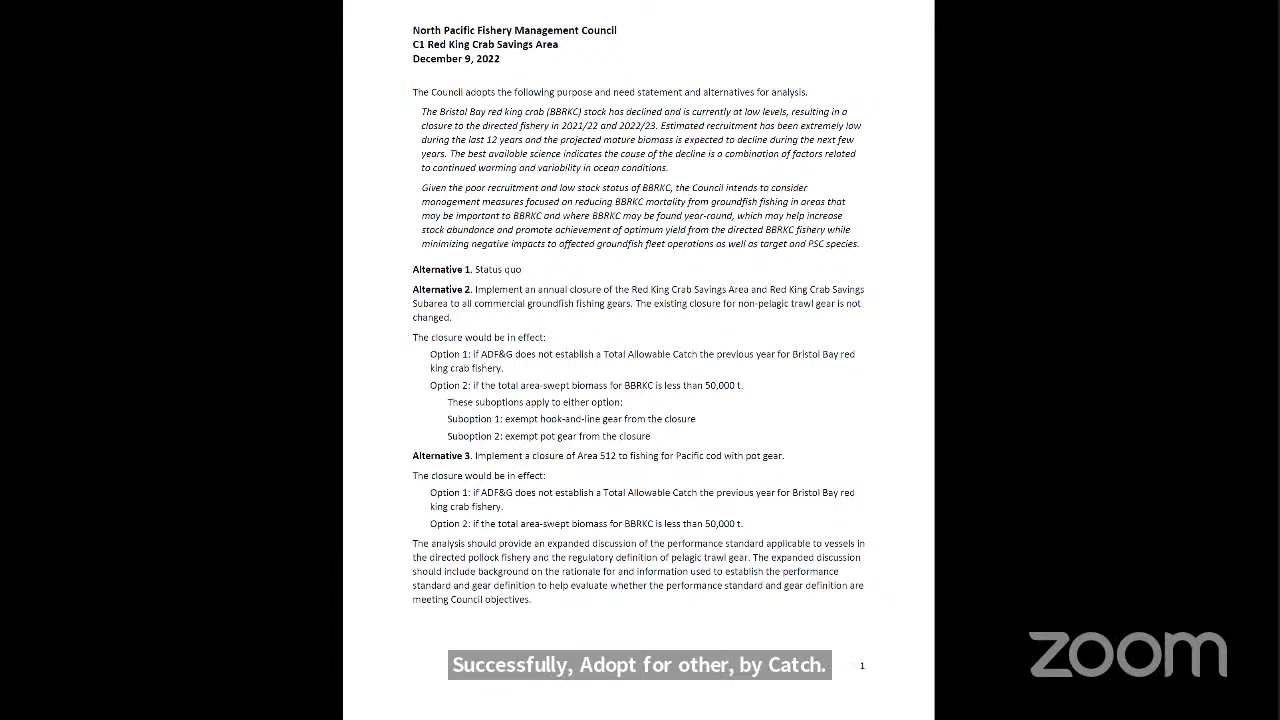 North Pacific Fishery Management Council
C1 Red King Crab Savings Area
December 9, 2022
The Council adopts the following purpose and need statement and alternatives for analysis.
The Bristol Bay red king crab (BBRKC) stock has declined and is currently at low levels, resulting in a
closure to the directed fishery in 2021/22 and 2022/23. Estimated recruitment has been extremely low
during the last 12 years and the projected mature biomass is expected to decline during the next few
years. The best available science indicates the cause of the decline is a combination of factors related
to continued warming and variability in ocean conditions.
Given the poor recruitment and low stock status of BBRKC, the Council intends to consider
management measures focused on reducing BBRKC mortality from groundfish fishing in areas that
may be important to BBRKC and where BBRKC may be found year-round, which may help increase
stock abundance and promote achievement of optimum yield from the directed BBRKC fishery while
minimizing negative impacts to affected groundfish fleet operations as well as target and PSC species.
Alternative 1. Status quo
Alternative 2. Implement an annual closure of the Red King Crab Savings Area and Red King Crab Savings
Subarea to all commercial groundfish fishing gears. The existing closure for non-pelagic trawl gear is not
changed.
The closure would be in effect:
Option 1: if ADF&G does not establish a Total Allowable Catch the previous year for Bristol Bay red
king crab fishery.
Option 2: if the total area-swept biomass for BBRKC is less than 50,000 t.
These suboptions apply to either option:
Suboption 1: exempt hook-and-line gear from the closure
Suboption 2: exempt pot gear from the closure
Alternative 3. Implement a closure of Area 512 to fishing for Pacific cod with pot gear.
The closure would be in effect:
Option 1: if ADF&G does not establish a Total Allowable Catch the previous year for Bristol Bay red
king crab fishery.
Option 2: if the total area-swept biomass for BBRKC is less than 50,000 t.
The analysis should provide an expanded discussion of the performance standard applicable to vessels in
the directed pollock fishery and the regulatory definition of pelagic trawl gear. The expanded discussion
should include background on the rationale for and information used to establish the performance
standard and gear definition to help evaluate whether the performance standard and gear definition are
meeting Council objectives.
Successfully, Adopt for other, by Catch.
1
zoom